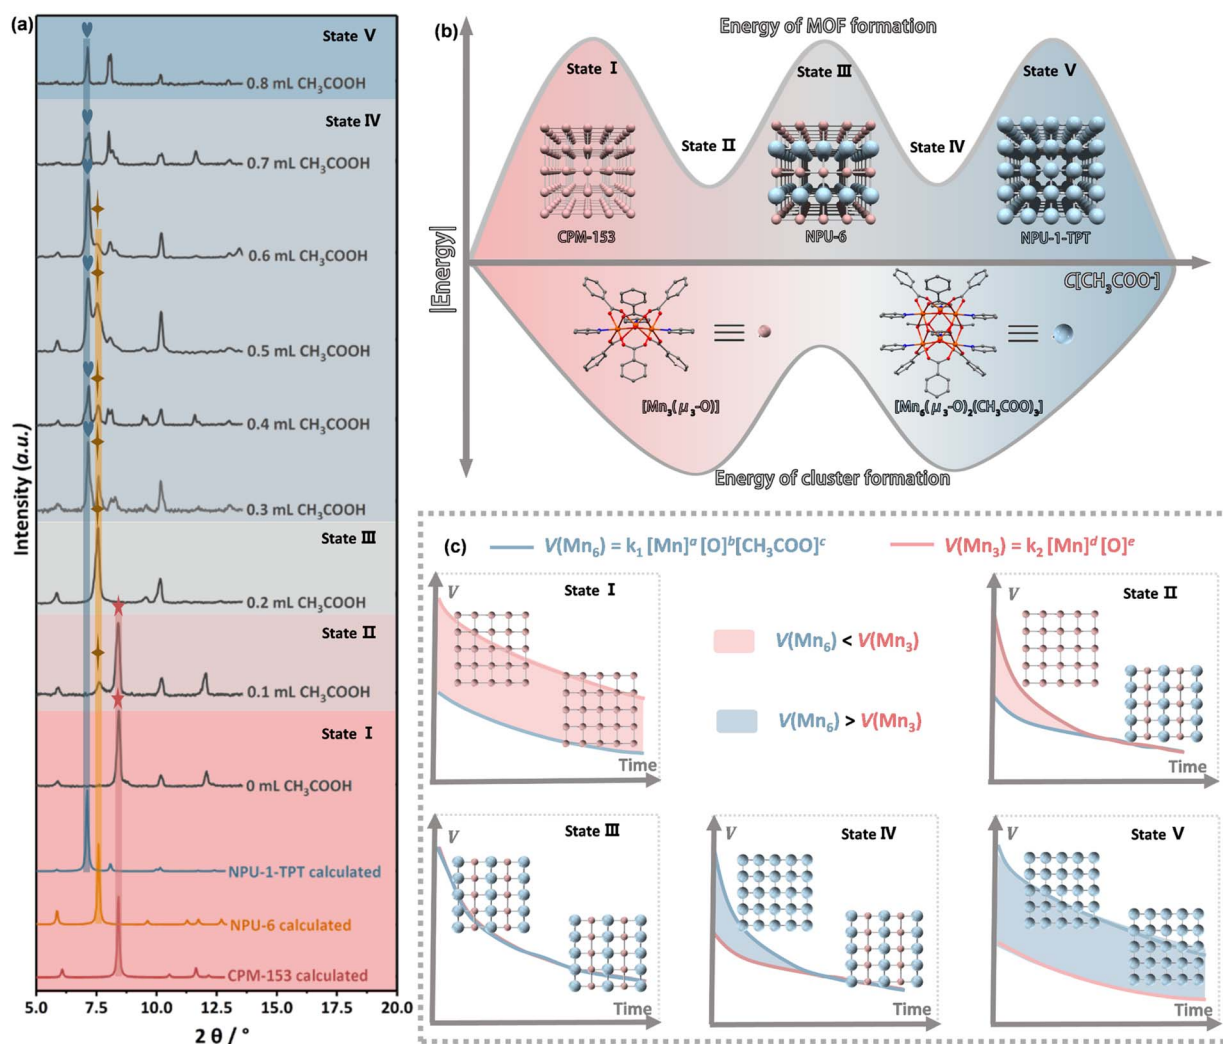 (a)
State Ⅴ
0.8 mL CH₃COOH
State Ⅳ
0.7 mL CH₃COOH
0.6 mL CH₃COOH
0.5 mL CH₃COOH
0.4 mL CH₃COOH
0.3 mL CH₃COOH
State Ⅲ
0.2 mL CH₃COOH
State Ⅱ
0.1 mL CH₃COOH
State Ⅰ
0 mL CH₃COOH
NPU-1-TPT calculated
NPU-6 calculated
CPM-153 calculated
Intensity (a.u.)
5.0 7.5 10.0 12.5 15.0 17.5 20.0
2 θ / °
(b)
Energy of MOF formation
State Ⅰ
State Ⅱ
State Ⅲ
State Ⅳ
State Ⅴ
CPM-153
NPU-6
NPU-1-TPT
|Energy|
C[CH₃COO⁻]
[Mn₃(μ₃-O)]
[Mn₆(μ₃-O)₂(CH₃COO)₃]
Energy of cluster formation
(c)
V(Mn₆) = k₁ [Mn]ᵃ [O]ᵇ[CH₃COO]ᶜ
V(Mn₃) = k₂ [Mn]ᵈ [O]ᵉ
V
State Ⅰ
Time
V(Mn₆) < V(Mn₃)
V(Mn₆) > V(Mn₃)
V
State Ⅱ
Time
V
State Ⅲ
Time
V
State Ⅳ
Time
V
State Ⅴ
Time